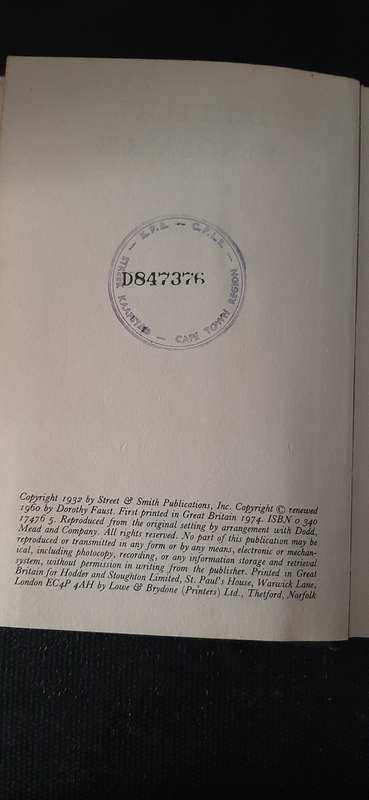 K.P.B. — C.P.L.S.
D847376
STREEK KAAPSTAD — CAPE TOWN REGION
Copyright 1932 by Street & Smith Publications, Inc. Copyright © renewed
1960 by Dorothy Faust. First printed in Great Britain 1974. ISBN 0 340
17476 5. Reproduced from the original setting by arrangement with Dodd,
Mead and Company. All rights reserved. No part of this publication may be
reproduced or transmitted in any form or by any means, electronic or mechan-
ical, including photocopy, recording, or any information storage and retrieval
system, without permission in writing from the publisher. Printed in Great
Britain for Hodder and Stoughton Limited, St. Paul's House, Warwick Lane,
London EC4P 4AH by Lowe & Brydone (Printers) Ltd., Thetford, Norfolk